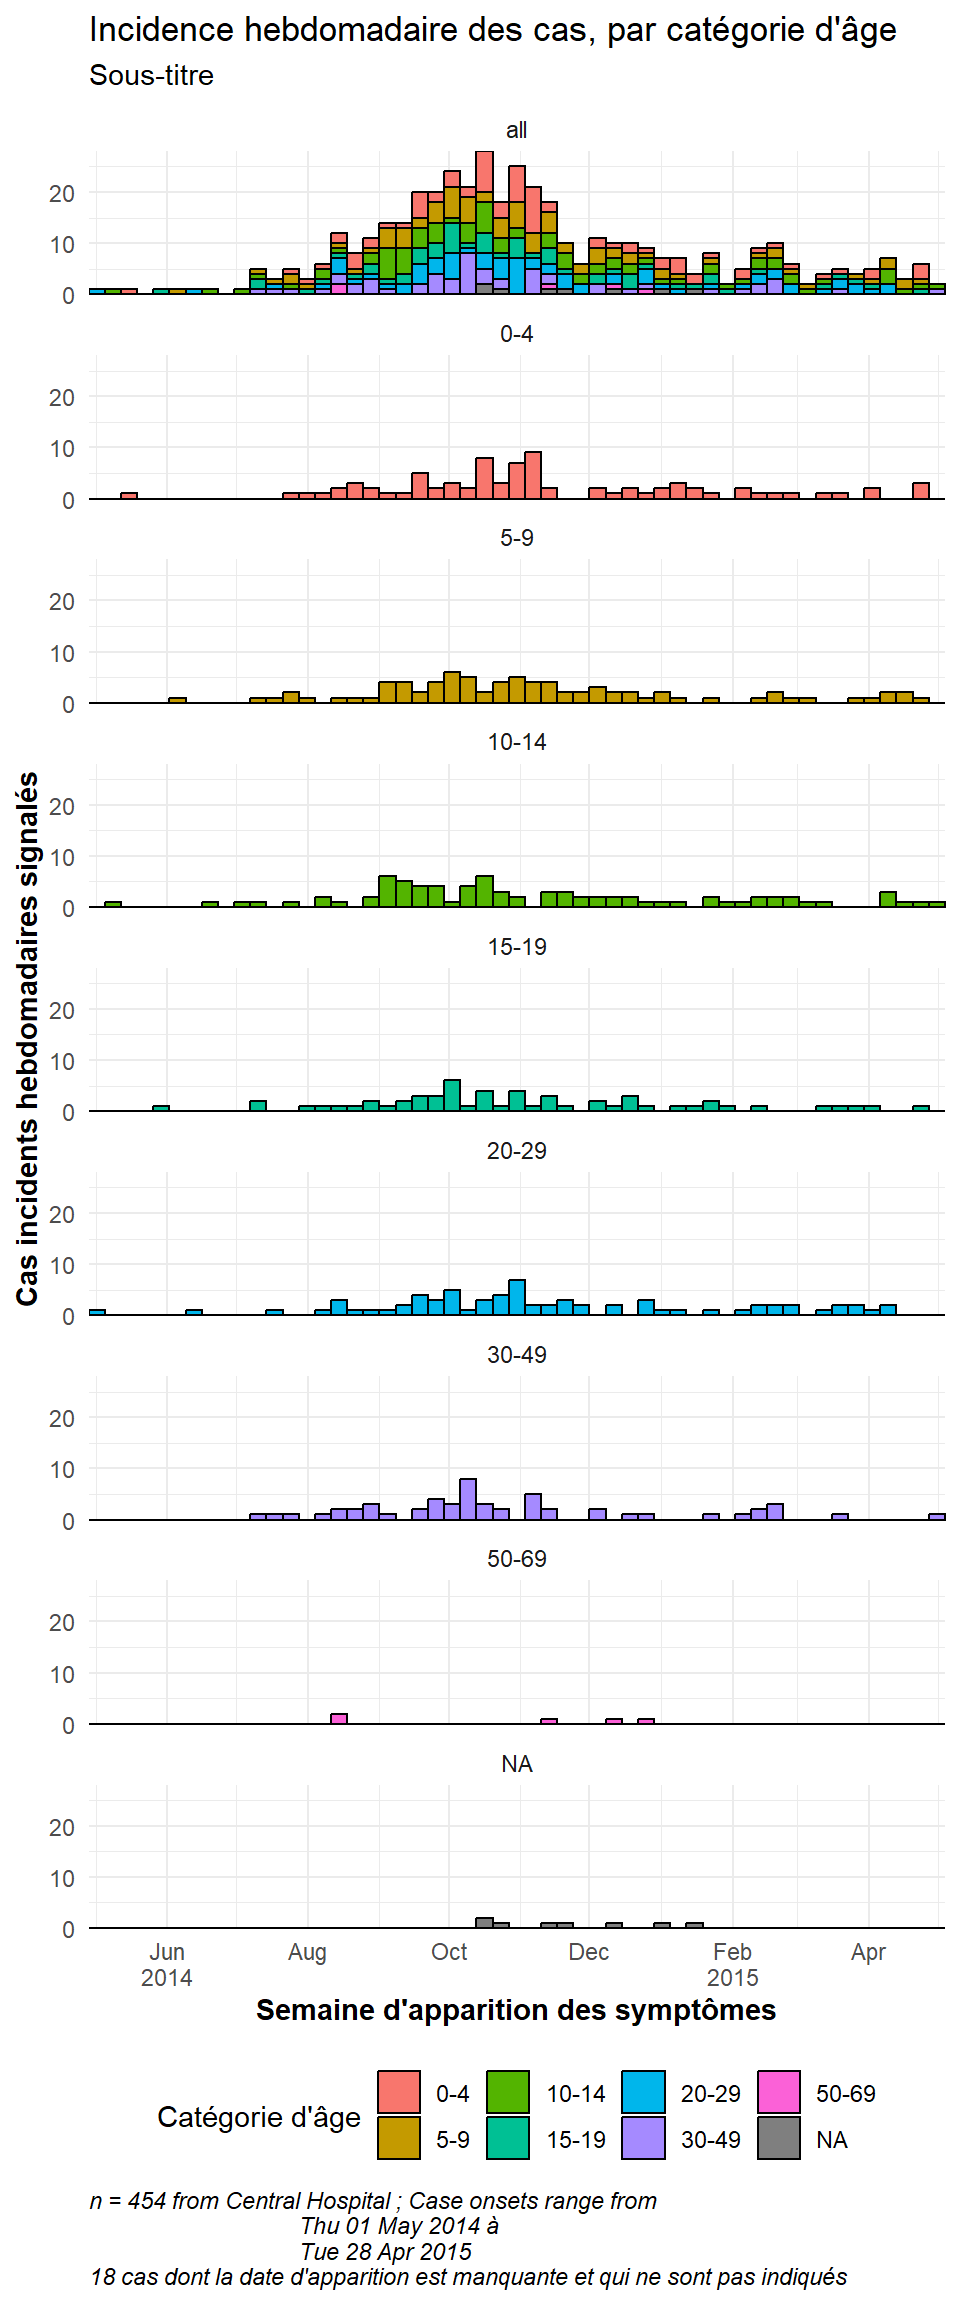 Incidence hebdomadaire des cas, par catégorie d'âge
Sous-titre
all
20
10
0
0-4
20
10
0
5-9
20
10
0
10-14
20
10
0
15-19
20
10
0
20-29
20
10
0
30-49
20
10
0
50-69
20
10
0
NA
20
10
0
Cas incidents hebdomadaires signalés
Jun Aug Oct Dec Feb Apr
2014 2015
Semaine d'apparition des symptômes
Catégorie d'âge
0-4 10-14 20-29 50-69
5-9 15-19 30-49 NA
n = 454 from Central Hospital ; Case onsets range from
Thu 01 May 2014 à
Tue 28 Apr 2015
18 cas dont la date d'apparition est manquante et qui ne sont pas indiqués